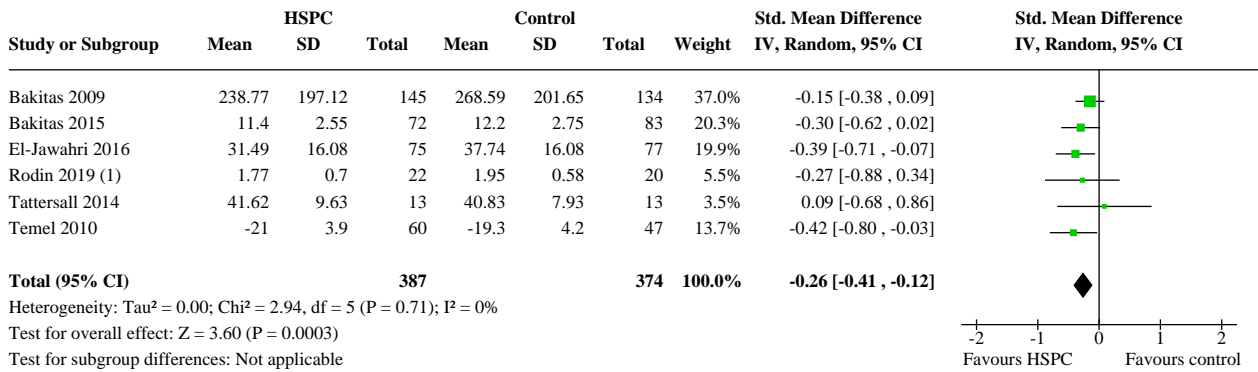 HSPC Control Std. Mean Difference Std. Mean Difference
Study or Subgroup Mean SD Total Mean SD Total Weight IV, Random, 95% CI IV, Random, 95% CI
Bakitas 2009 238.77 197.12 145 268.59 201.65 134 37.0% -0.15 [-0.38 , 0.09]
Bakitas 2015 11.4 2.55 72 12.2 2.75 83 20.3% -0.30 [-0.62 , 0.02]
El-Jawahri 2016 31.49 16.08 75 37.74 16.08 77 19.9% -0.39 [-0.71 , -0.07]
Rodin 2019 (1) 1.77 0.7 22 1.95 0.58 20 5.5% -0.27 [-0.88 , 0.34]
Tattersall 2014 41.62 9.63 13 40.83 7.93 13 3.5% 0.09 [-0.68 , 0.86]
Temel 2010 -21 3.9 60 -19.3 4.2 47 13.7% -0.42 [-0.80 , -0.03]
Total (95% CI) 387 374 100.0% -0.26 [-0.41 , -0.12]
Heterogeneity: Tau² = 0.00; Chi² = 2.94, df = 5 (P = 0.71); I² = 0%
Test for overall effect: Z = 3.60 (P = 0.0003)
Test for subgroup differences: Not applicable
-2 -1 0 1 2
Favours HSPC Favours control